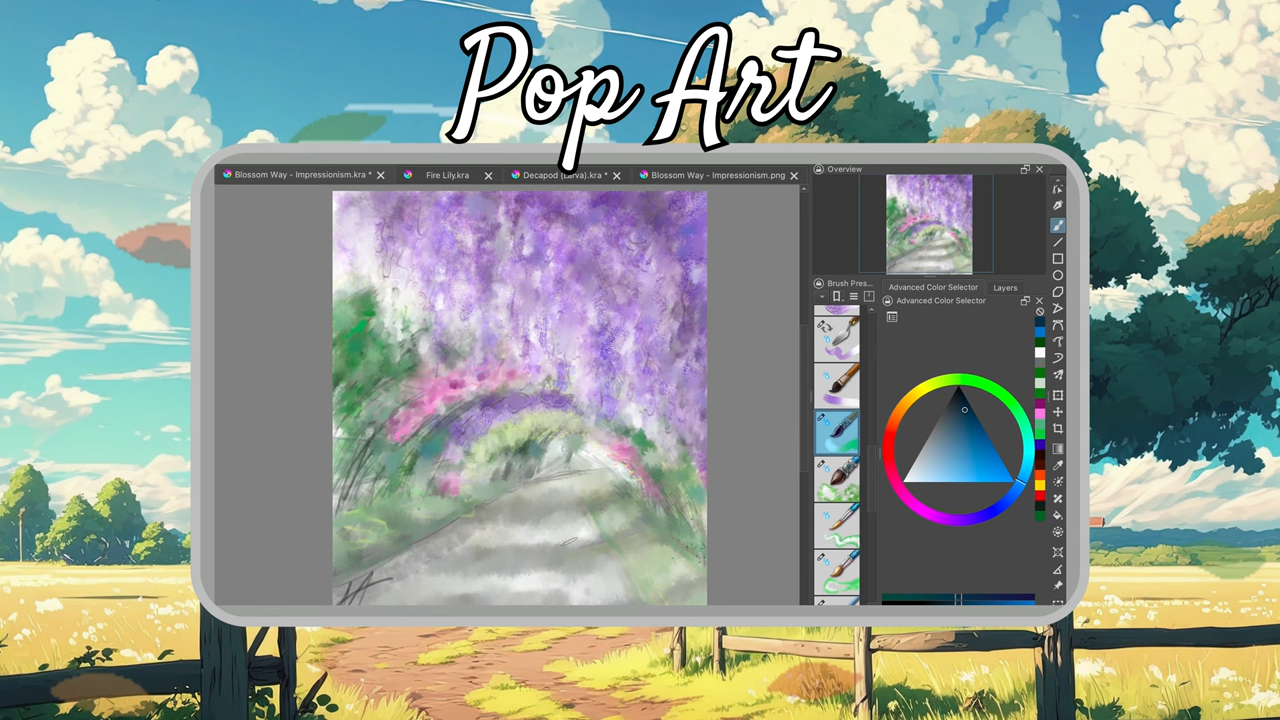 Pop Art
Blossom Way - Impressionism.kra *
Fire Lily.kra
Decapod (Larva).kra *
Blossom Way - Impressionism.png
Overview
Brush Pres...
Advanced Color Selector
Layers
Advanced Color Selector